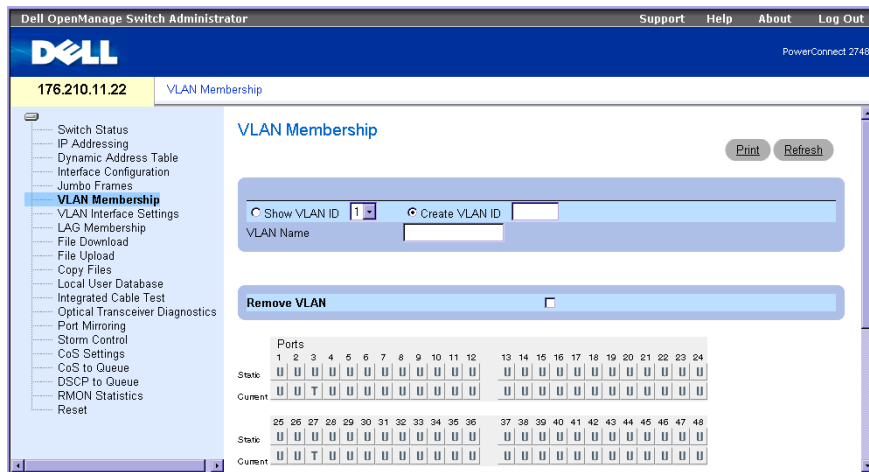 Dell OpenManage Switch Administrator Support Help About Log Out
DELL
PowerConnect 2748
176.210.11.22 VLAN Membership
Switch Status
IP Addressing
Dynamic Address Table
Interface Configuration
Jumbo Frames
VLAN Membership
VLAN Interface Settings
LAG Membership
File Download
File Upload
Copy Files
Local User Database
Integrated Cable Test
Optical Transceiver Diagnostics
Port Mirroring
Storm Control
CoS Settings
CoS to Queue
DSCP to Queue
RMON Statistics
Reset
VLAN Membership
Print Refresh
Show VLAN ID 1 Create VLAN ID
VLAN Name
Remove VLAN
Ports
1 2 3 4 5 6 7 8 9 10 11 12 13 14 15 16 17 18 19 20 21 22 23 24
Static U U U U U U U U U U U U U U U U U U U U U U U U
Current U U T U U U U U U U U U U U U U U U U U U U U U
25 26 27 28 29 30 31 32 33 34 35 36 37 38 39 40 41 42 43 44 45 46 47 48
Static U U U U U U U U U U U U U U U U U U U U U U U U
Current U U T U U U U U U U U U U U U U U U U U U U U U